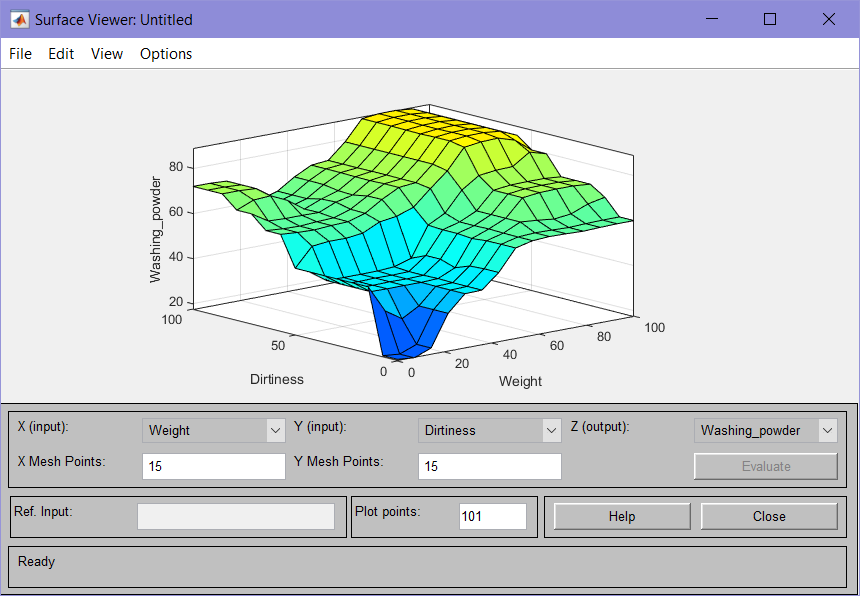 Surface Viewer: Untitled
File Edit View Options
80
60
40
20
Washing_powder
100
50
0
Dirtiness
0
20
40
60
80
100
Weight
X (input): Weight Y (input): Dirtiness Z (output): Washing_powder
X Mesh Points: 15 Y Mesh Points: 15 Evaluate
Ref. Input: Plot points: 101 Help Close
Ready